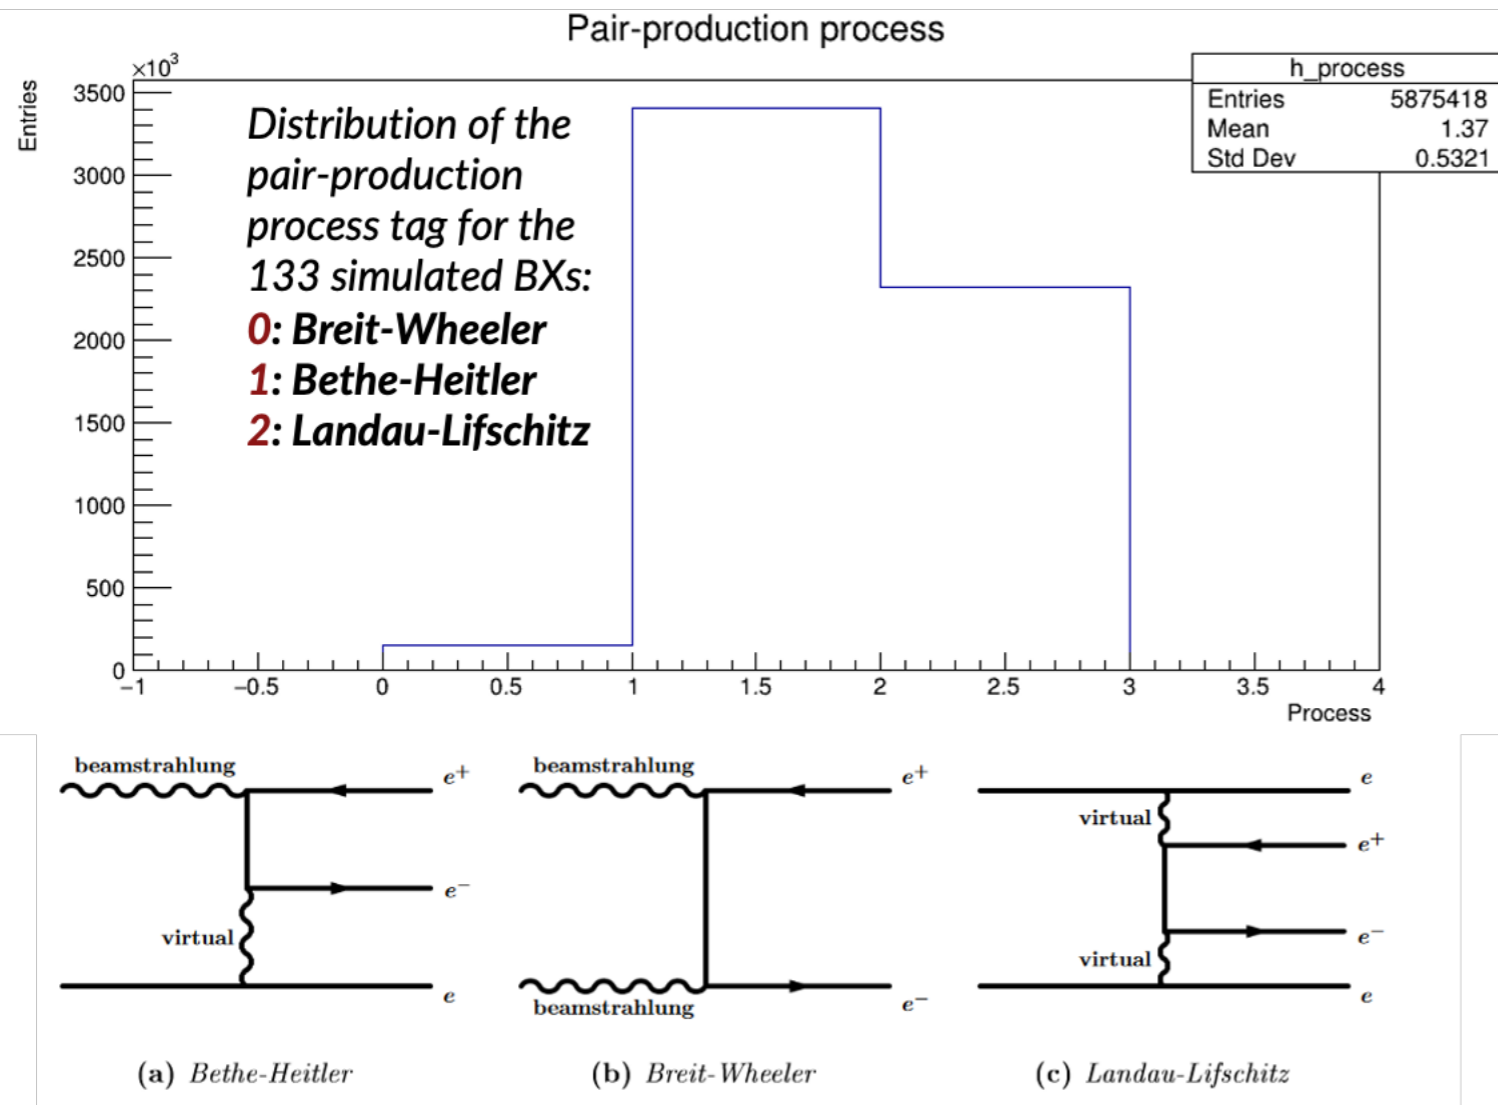 Pair-production process
×10³
Entries
h_process
Entries 5875418
Mean 1.37
Std Dev 0.5321
3500
3000
2500
2000
1500
1000
500
0
Distribution of the
pair-production
process tag for the
133 simulated BXs:
0: Breit-Wheeler
1: Bethe-Heitler
2: Landau-Lifschitz
−1 −0.5 0 0.5 1 1.5 2 2.5 3 3.5 4
Process
beamstrahlung
e⁺
e⁻
virtual
e
(a) Bethe-Heitler
beamstrahlung
e⁺
beamstrahlung
e⁻
(b) Breit-Wheeler
e
virtual
e⁺
e⁻
virtual
e
(c) Landau-Lifschitz